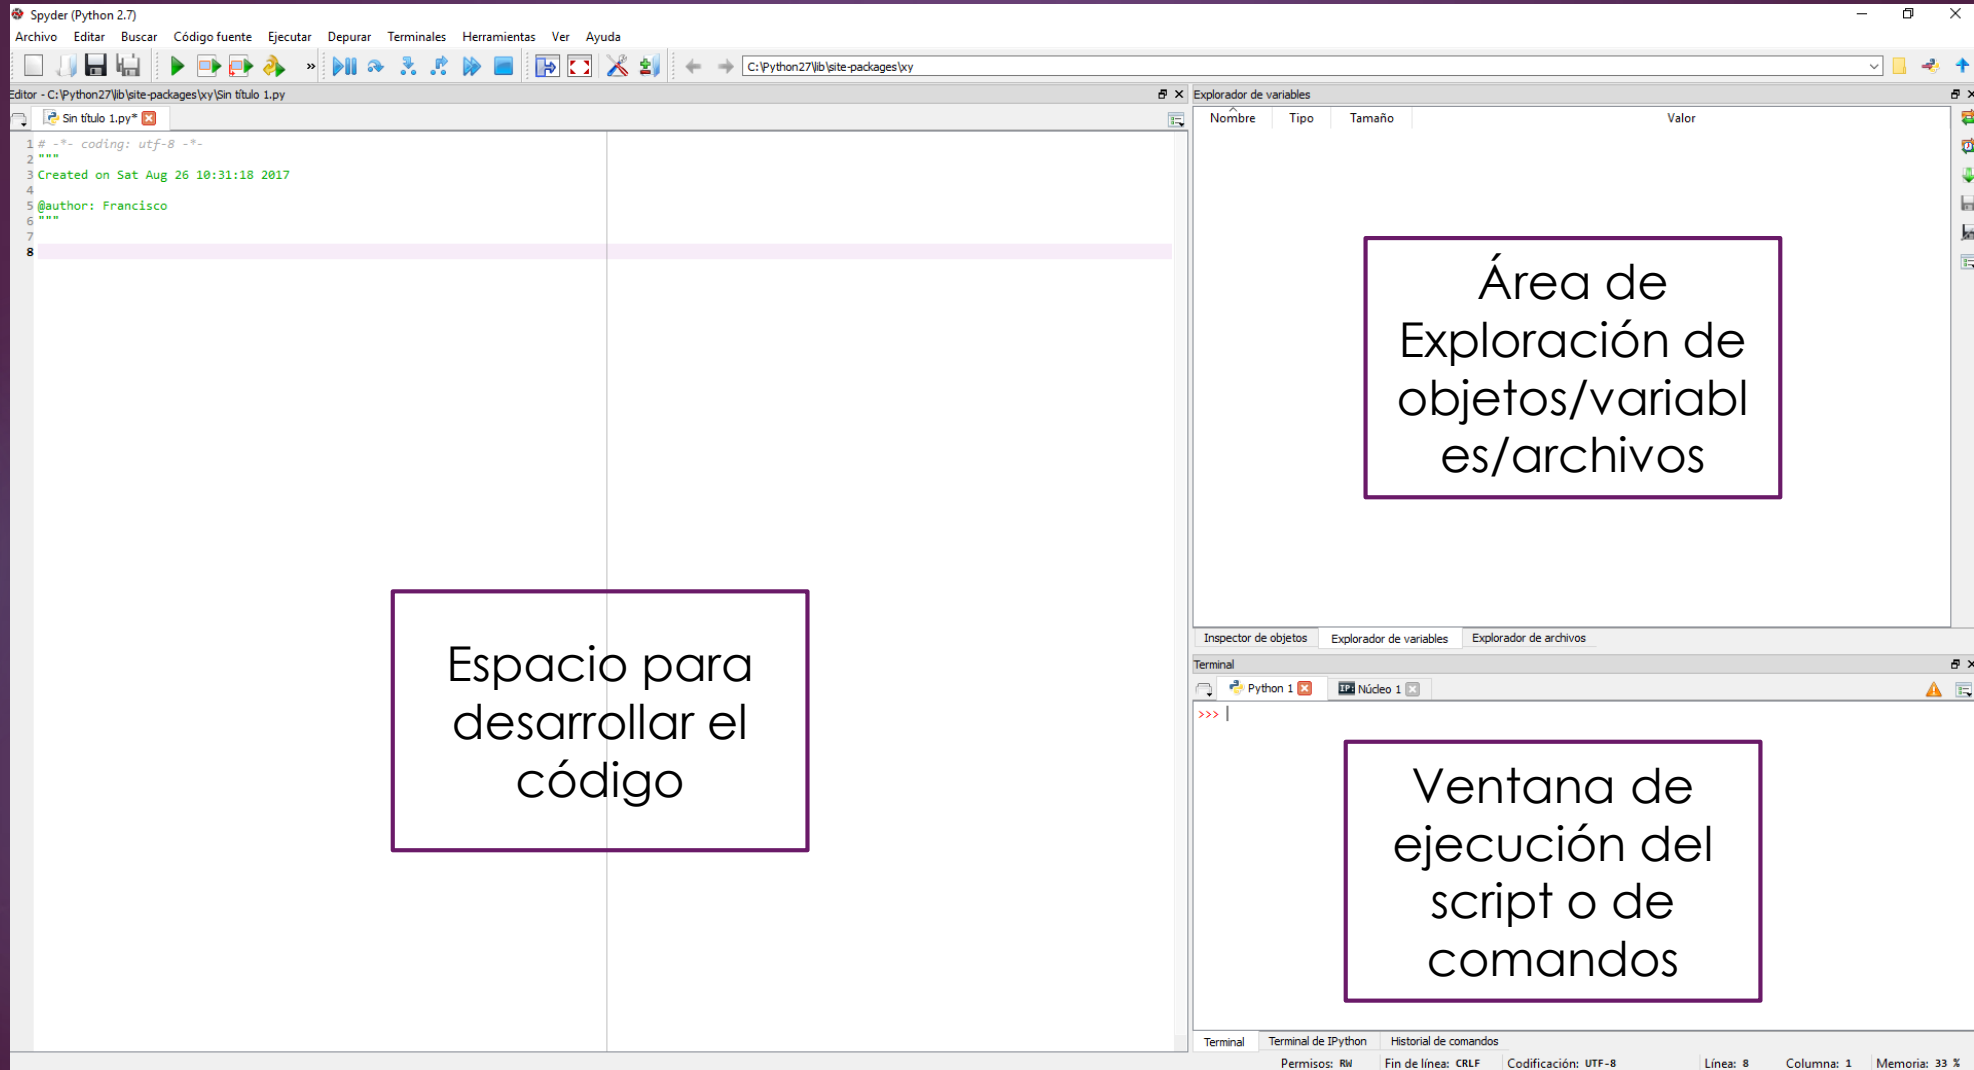 Spyder (Python 2.7)
Archivo Editar Buscar Código fuente Ejecutar Depurar Terminales Herramientas Ver Ayuda
C:\Python27\lib\site-packages\xy
Editor - C:\Python27\lib\site-packages\xy\Sin título 1.py
Sin título 1.py*
1 # -*- coding: utf-8 -*-
2 """
3 Created on Sat Aug 26 10:31:18 2017
4
5 @author: Francisco
6 """
7
8
Espacio para
desarrollar el
código
Explorador de variables
Nombre Tipo Tamaño Valor
Área de
Exploración de
objetos/variabl
es/archivos
Inspector de objetos Explorador de variables Explorador de archivos
Terminal
Python 1 IP: Núcleo 1
>>>
Ventana de
ejecución del
script o de
comandos
Terminal Terminal de IPython Historial de comandos
Permisos: RW Fin de línea: CRLF Codificación: UTF-8 Línea: 8 Columna: 1 Memoria: 33 %